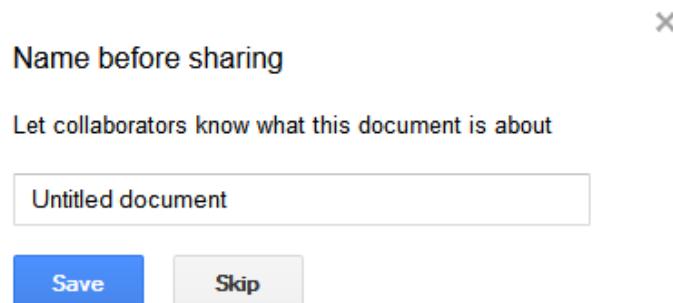 Name before sharing
Let collaborators know what this document is about
Untitled document
Save Skip